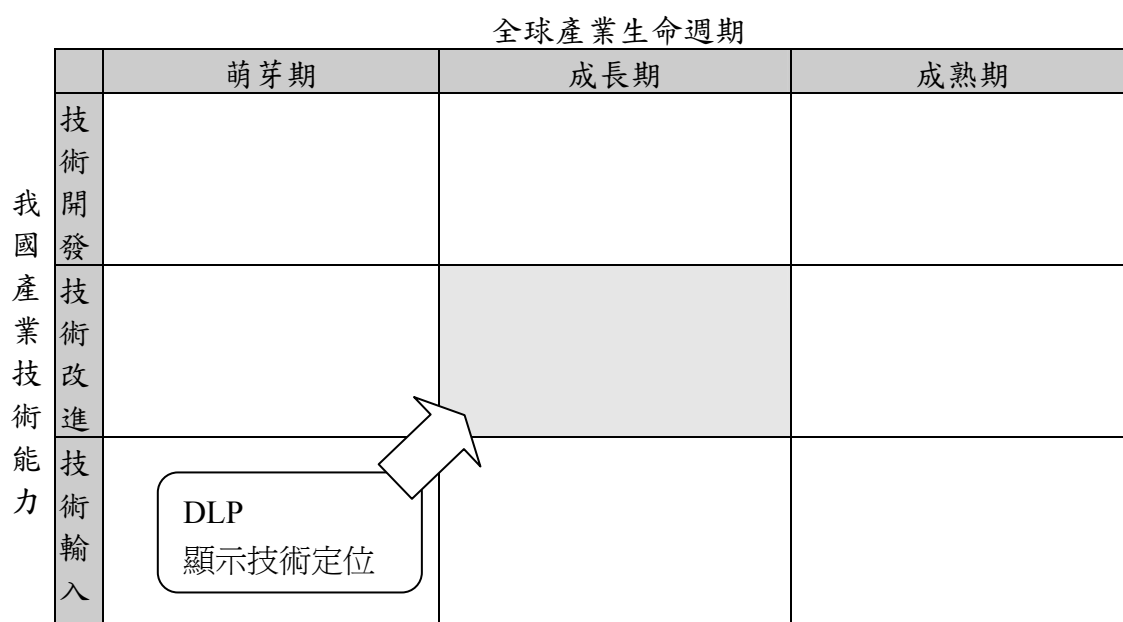 全球產業生命週期
萌芽期 成長期 成熟期
我國產業技術能力
技術開發
技術改進
技術輸入
DLP
顯示技術定位